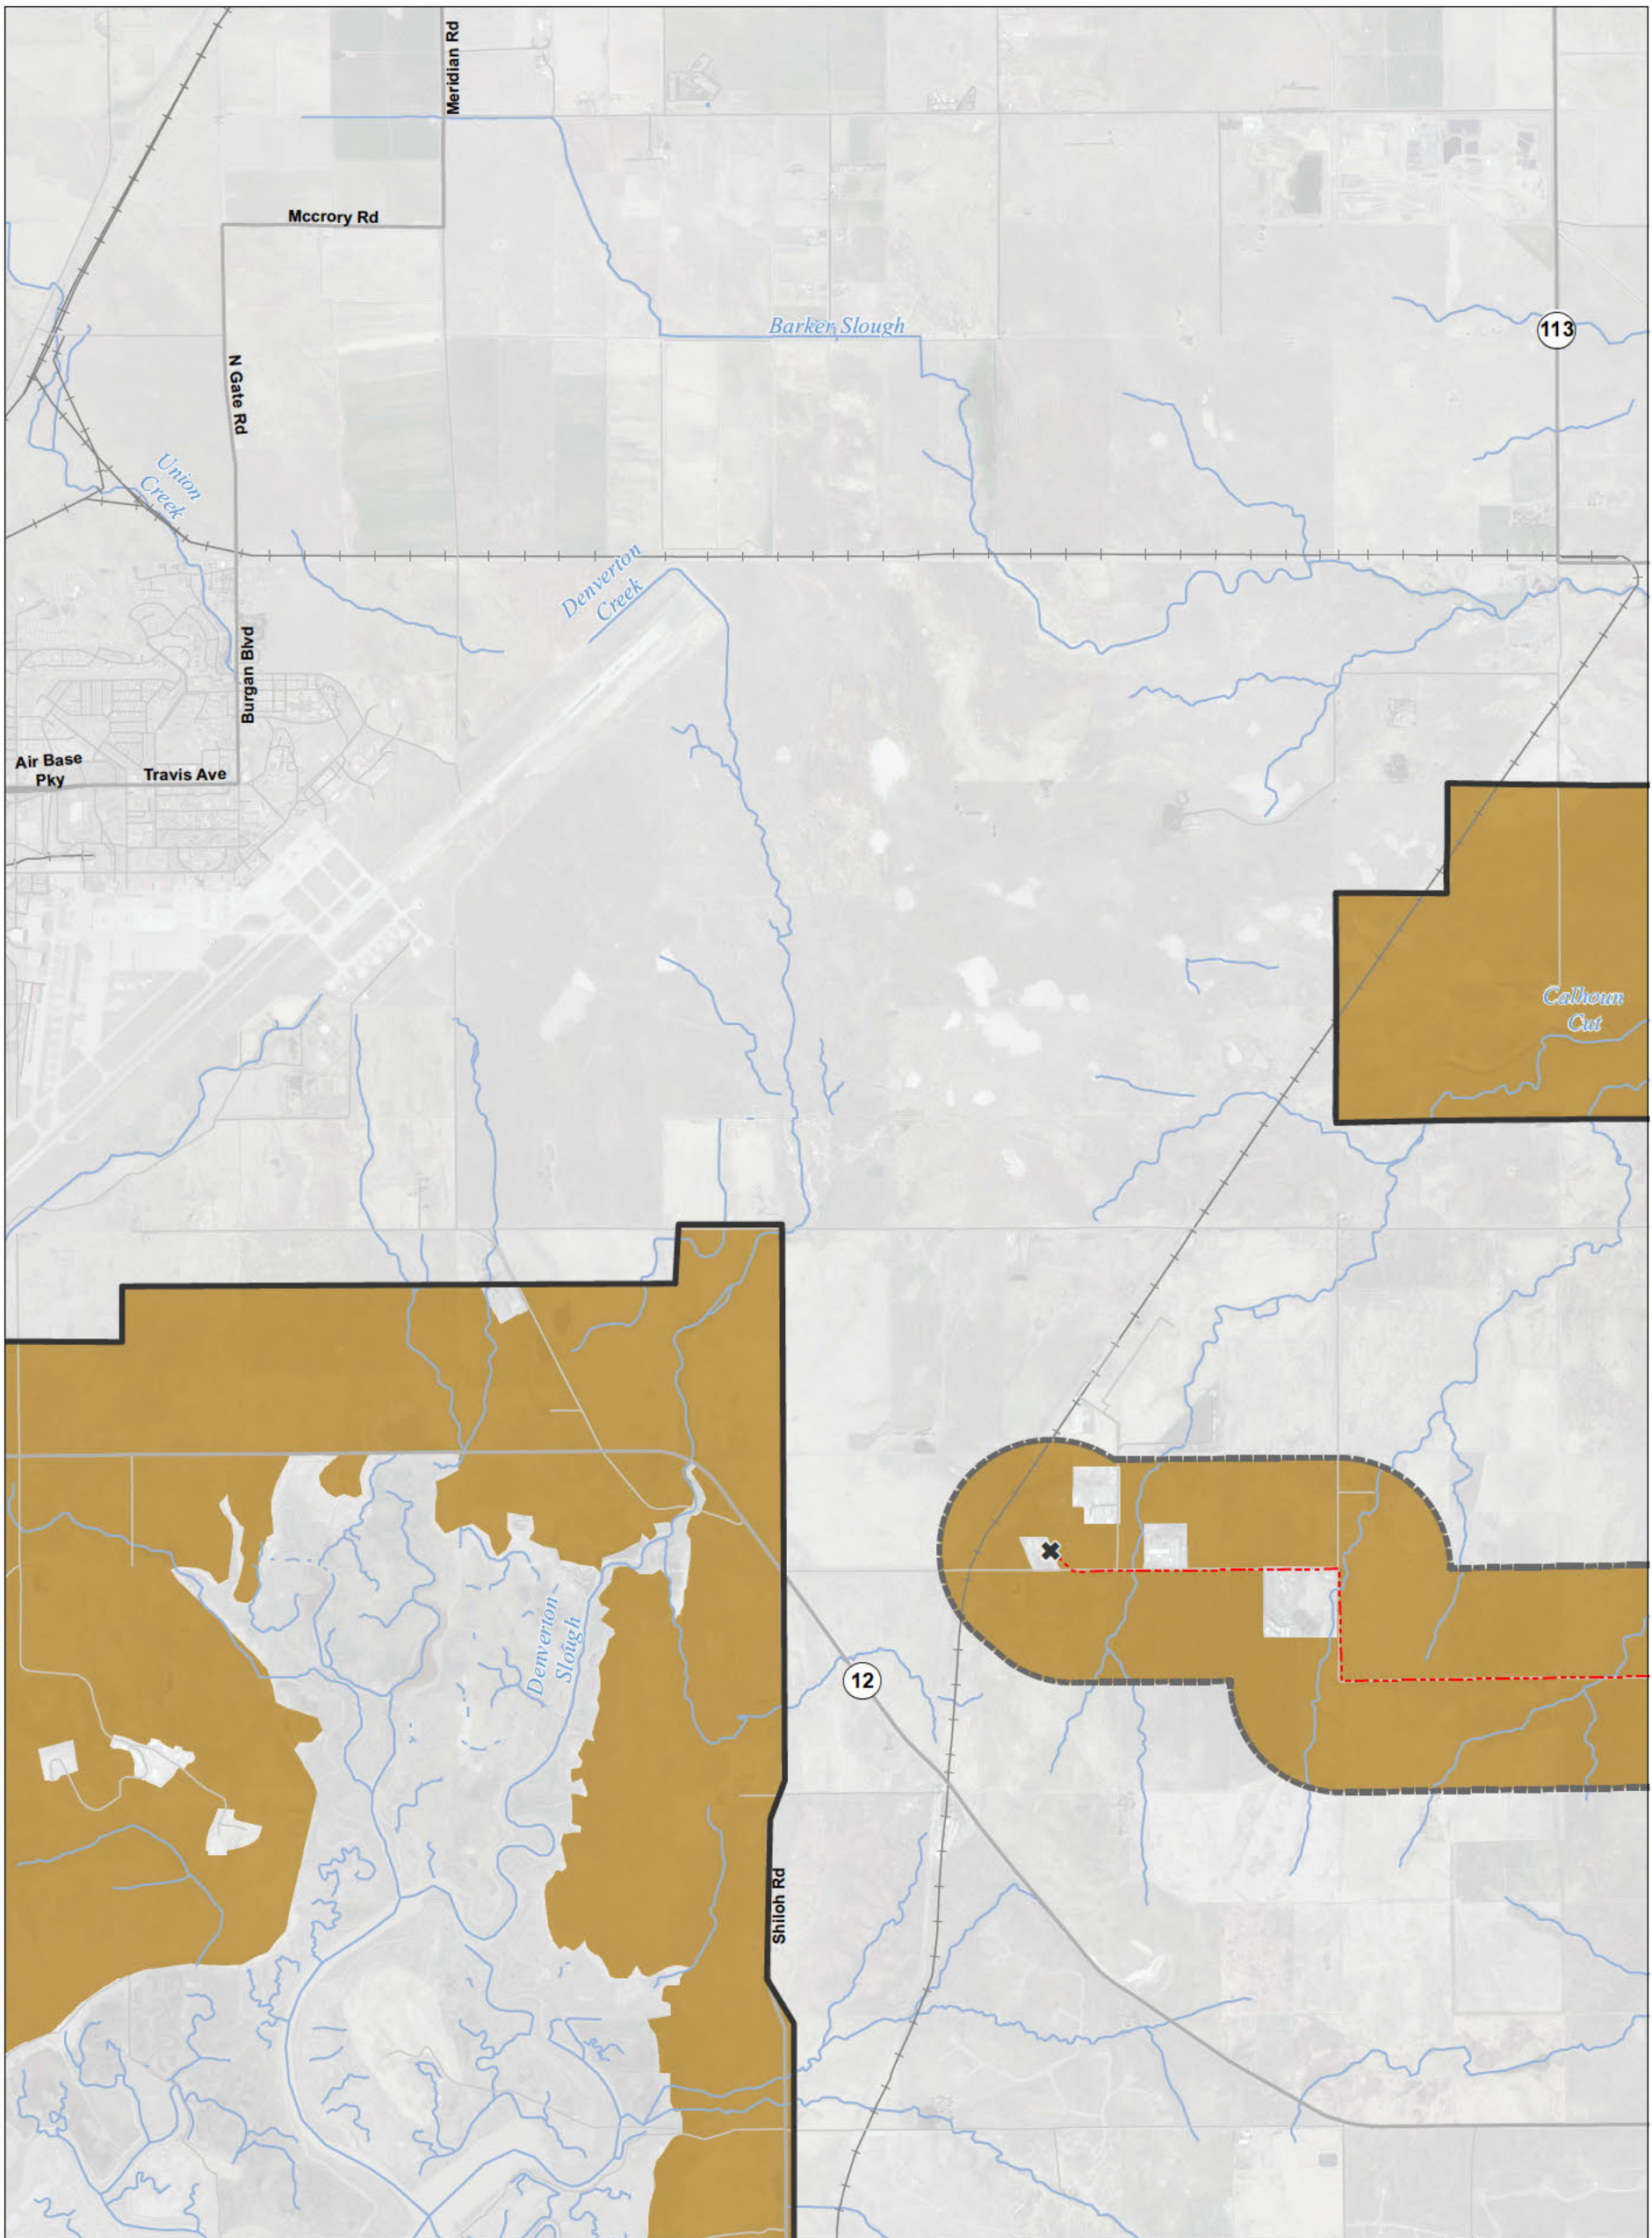 Meridian Rd
Mccrory Rd
Barker Slough
113
N Gate Rd
Union
Creek
Denverton
Creek
Burgan Blvd
Air Base
Pky
Travis Ave
Calhoun
Cut
Denverton
Slough
12
Shiloh Rd